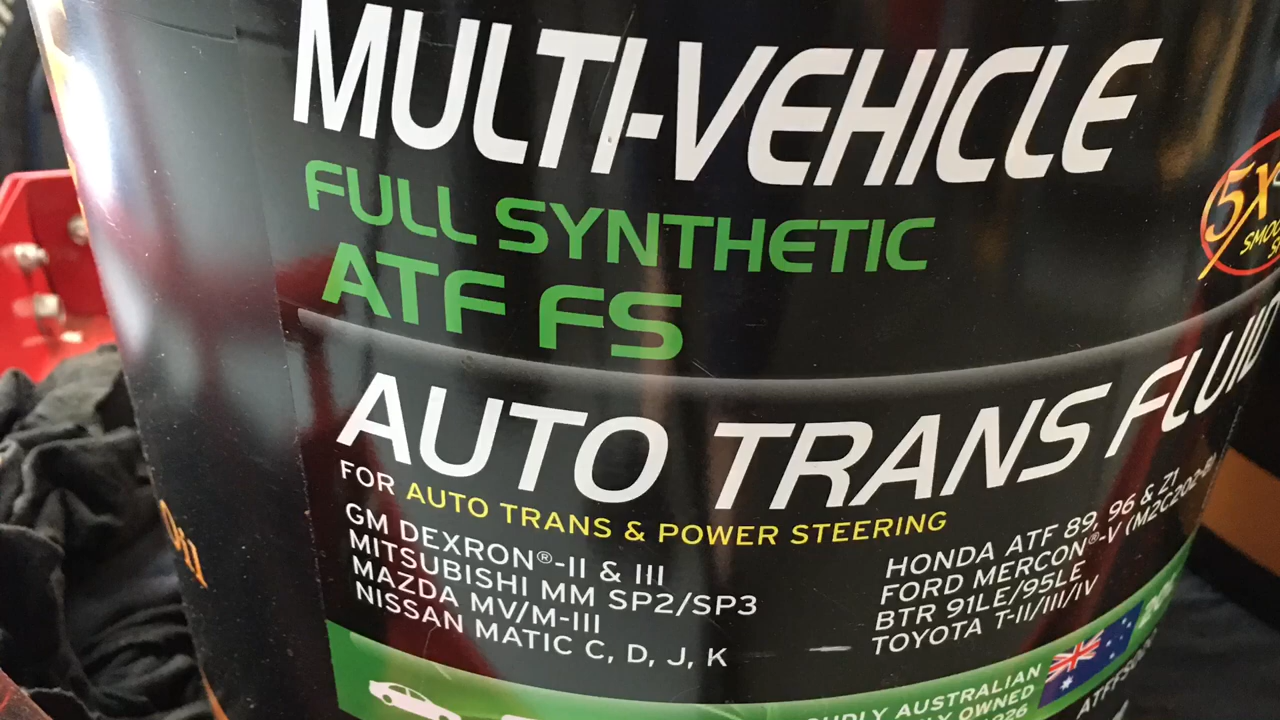 MULTI-VEHICLE
FULL SYNTHETIC
ATF FS
5X
AUTO TRANS FLUID
FOR AUTO TRANS & POWER STEERING
GM DEXRON®-II & III
MITSUBISHI MM SP2/SP3
MAZDA MV/M-III
NISSAN MATIC C, D, J, K
HONDA ATF 89, 96 & Z1
FORD MERCON®-V (M2C202-B)
BTR 91LE/95LE
TOYOTA T-II/III/IV
AUSTRALIAN
OWNED